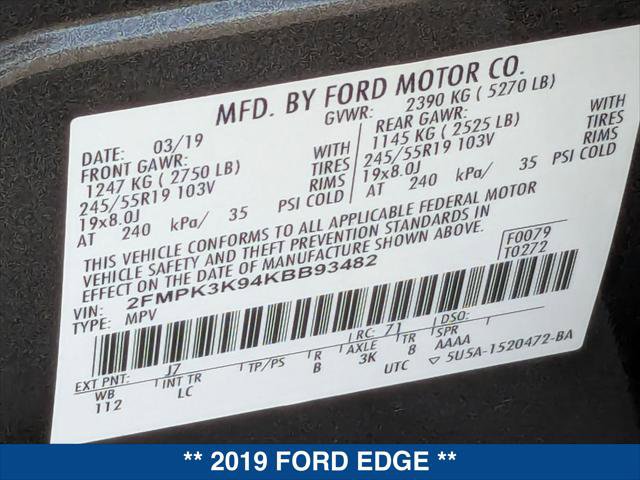 MFD. BY FORD MOTOR CO.
DATE: 03/19
GVWR: 2390 KG ( 5270 LB)
FRONT GAWR:
1247 KG ( 2750 LB)
WITH
245/55R19 103V
TIRES
19x8.0J
RIMS
AT 240 kPa/ 35 PSI COLD
REAR GAWR:
1145 KG ( 2525 LB)
WITH
245/55R19 103V
TIRES
19x8.0J
RIMS
AT 240 kPa/ 35 PSI COLD
THIS VEHICLE CONFORMS TO ALL APPLICABLE FEDERAL MOTOR
VEHICLE SAFETY AND THEFT PREVENTION STANDARDS IN
EFFECT ON THE DATE OF MANUFACTURE SHOWN ABOVE.
F0079
T0272
VIN: 2FMPK3K94KBB93482
TYPE: MPV
EXT PNT: J7
RC: 71
DSO:
WB
INT TR
TP/PS
R
AXLE
TR
SPR
112
LC
B
3K
8
AAAA
UTC
5U5A-1520472-BA
** 2019 FORD EDGE **